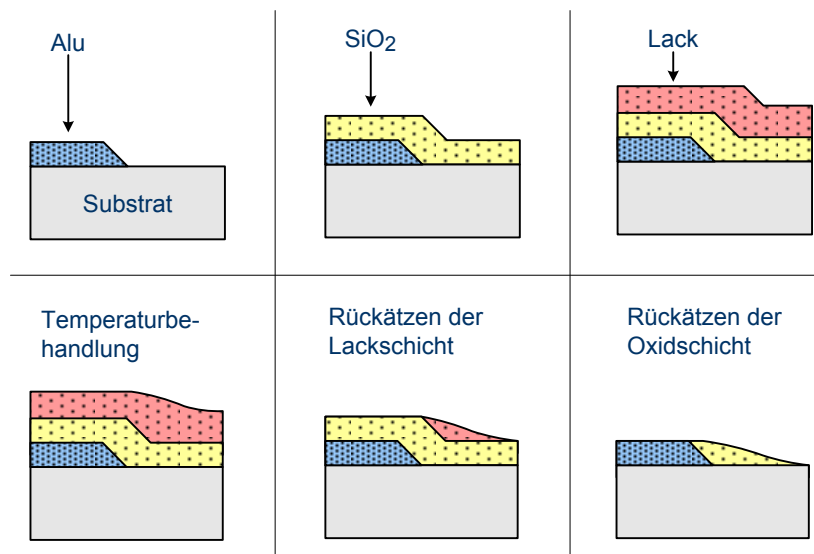 Alu
SiO₂
Lack
Substrat
Temperaturbe-
handlung
Rückätzen der
Lackschicht
Rückätzen der
Oxidschicht